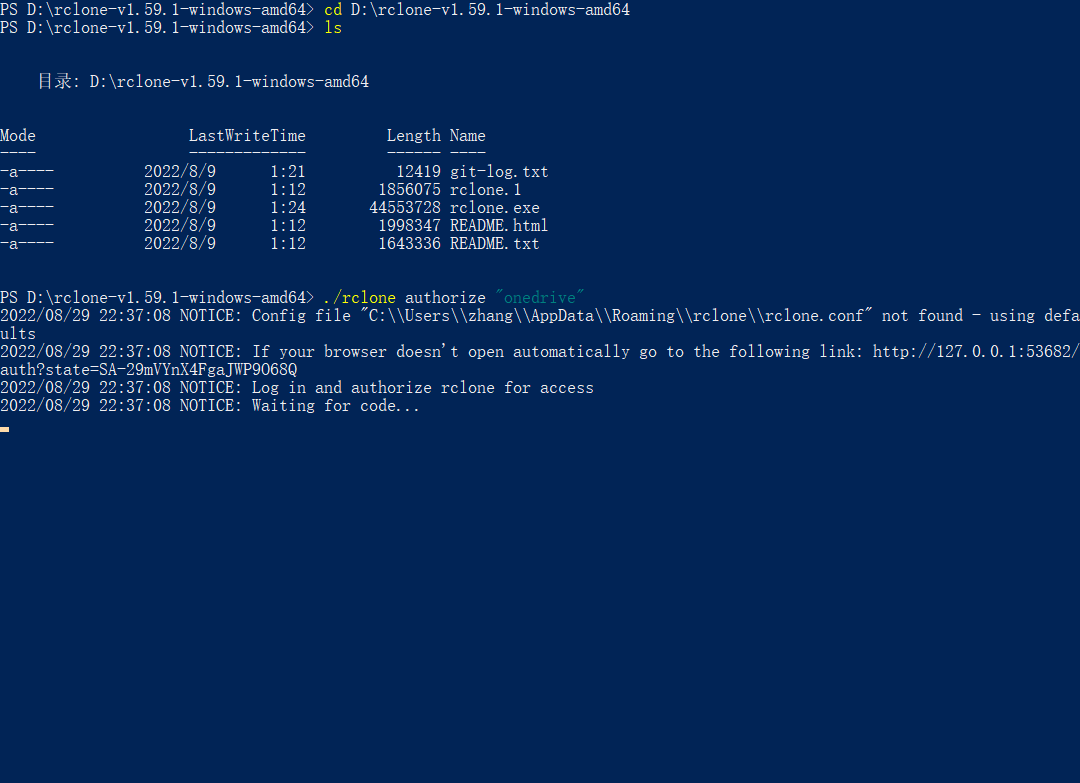 PS D:\rclone-v1.59.1-windows-amd64> cd D:\rclone-v1.59.1-windows-amd64
PS D:\rclone-v1.59.1-windows-amd64> ls
目录: D:\rclone-v1.59.1-windows-amd64
Mode                 LastWriteTime         Length Name
----                 -------------         ------ ----
-a----          2022/8/9      1:21          12419 git-log.txt
-a----          2022/8/9      1:12        1856075 rclone.1
-a----          2022/8/9      1:24       44553728 rclone.exe
-a----          2022/8/9      1:12        1998347 README.html
-a----          2022/8/9      1:12        1643336 README.txt
PS D:\rclone-v1.59.1-windows-amd64> ./rclone authorize "onedrive"
2022/08/29 22:37:08 NOTICE: Config file "C:\\Users\\zhang\\AppData\\Roaming\\rclone\\rclone.conf" not found - using defa
ults
2022/08/29 22:37:08 NOTICE: If your browser doesn't open automatically go to the following link: http://127.0.0.1:53682/
auth?state=SA-29mVYnX4FgaJWP9O68Q
2022/08/29 22:37:08 NOTICE: Log in and authorize rclone for access
2022/08/29 22:37:08 NOTICE: Waiting for code...